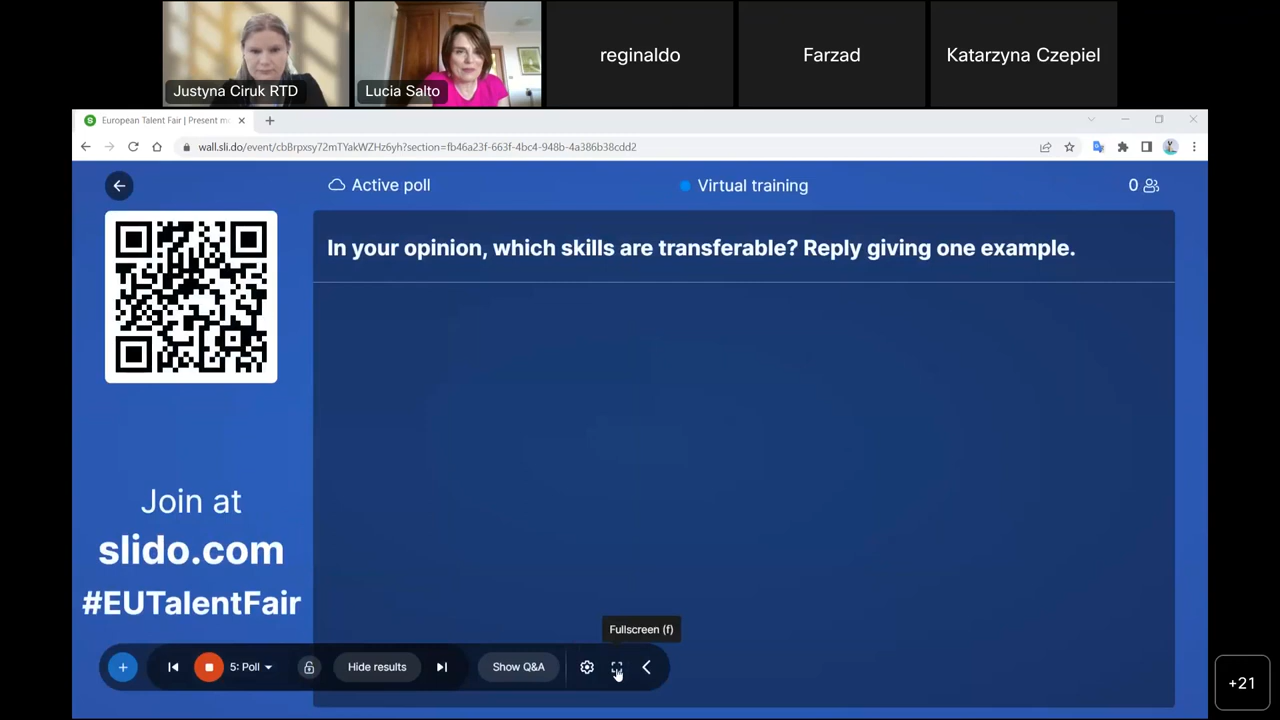 Justyna Ciruk RTD
Lucia Salto
reginaldo
Farzad
Katarzyna Czepiel
European Talent Fair | Present m
wall.sli.do/event/cbBrpxsy72mTYakWZHz6yh?section=fb46a23f-663f-4bc4-948b-4a386b38cdd2
Active poll
Virtual training
0
In your opinion, which skills are transferable? Reply giving one example.
Join at
slido.com
#EUTalentFair
Fullscreen (f)
5: Poll
Hide results
Show Q&A
+21